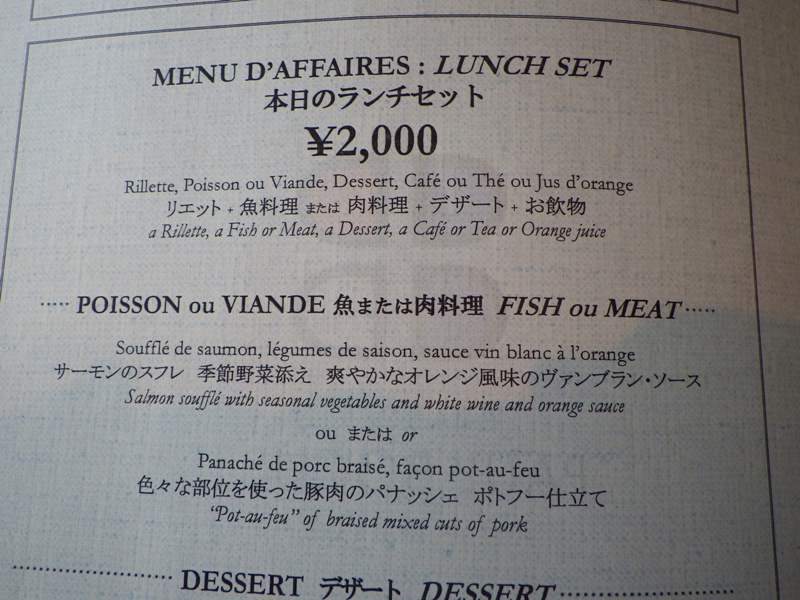 MENU D'AFFAIRES : LUNCH SET
本日のランチセット
¥2,000
Rillette, Poisson ou Viande, Dessert, Café ou Thé ou Jus d'orange
リエット + 魚料理 または 肉料理 + デザート + お飲物
a Rillette, a Fish or Meat, a Dessert, a Café or Tea or Orange juice
····· POISSON ou VIANDE 魚または肉料理 FISH ou MEAT ·····
Soufflé de saumon, légumes de saison, sauce vin blanc à l'orange
サーモンのスフレ 季節野菜添え 爽やかなオレンジ風味のヴァンブラン・ソース
Salmon soufflé with seasonal vegetables and white wine and orange sauce
ou または or
Panaché de porc braisé, façon pot-au-feu
色々な部位を使った豚肉のパナッシェ ポトフー仕立て
"Pot-au-feu" of braised mixed cuts of pork
DESSERT デザート DESSERT